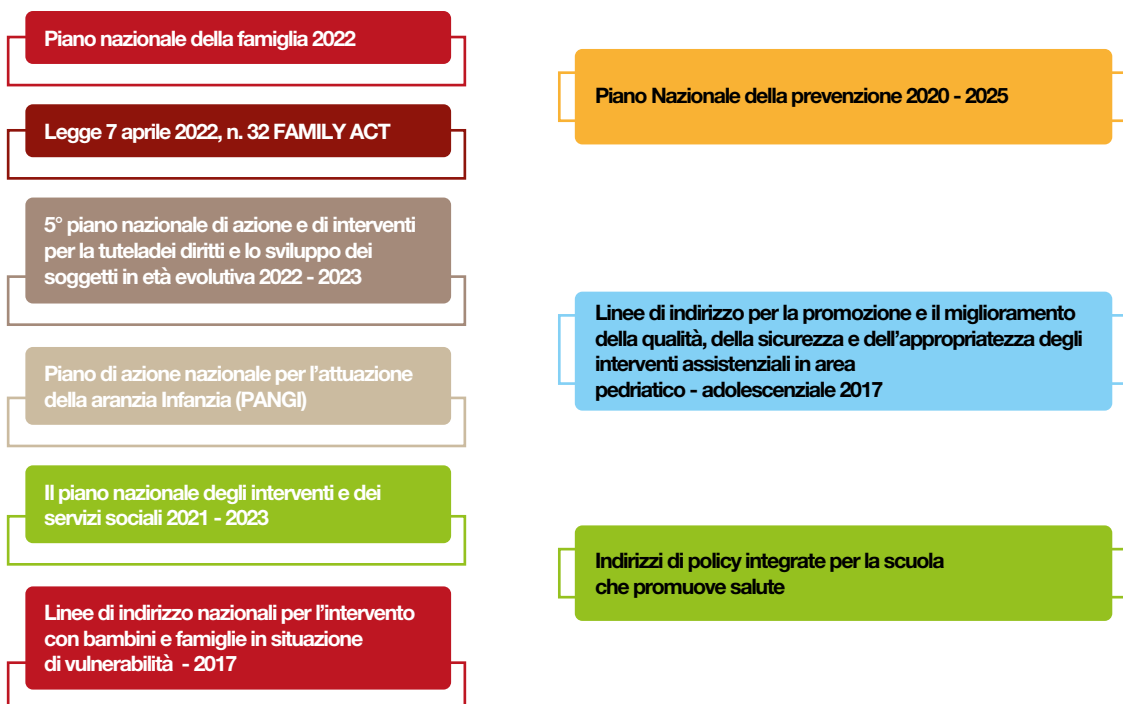 Piano nazionale della famiglia 2022
Legge 7 aprile 2022, n. 32 FAMILY ACT
5° piano nazionale di azione e di interventi
per la tuteladei diritti e lo sviluppo dei
soggetti in età evolutiva 2022 - 2023
Piano di azione nazionale per l'attuazione
della aranzia Infanzia (PANGI)
Il piano nazionale degli interventi e dei
servizi sociali 2021 - 2023
Linee di indirizzo nazionali per l'intervento
con bambini e famiglie in situazione
di vulnerabilità - 2017
Piano Nazionale della prevenzione 2020 - 2025
Linee di indirizzo per la promozione e il miglioramento
della qualità, della sicurezza e dell'appropriatezza degli
interventi assistenziali in area
pedriatico - adolescenziale 2017
Indirizzi di policy integrate per la scuola
che promuove salute